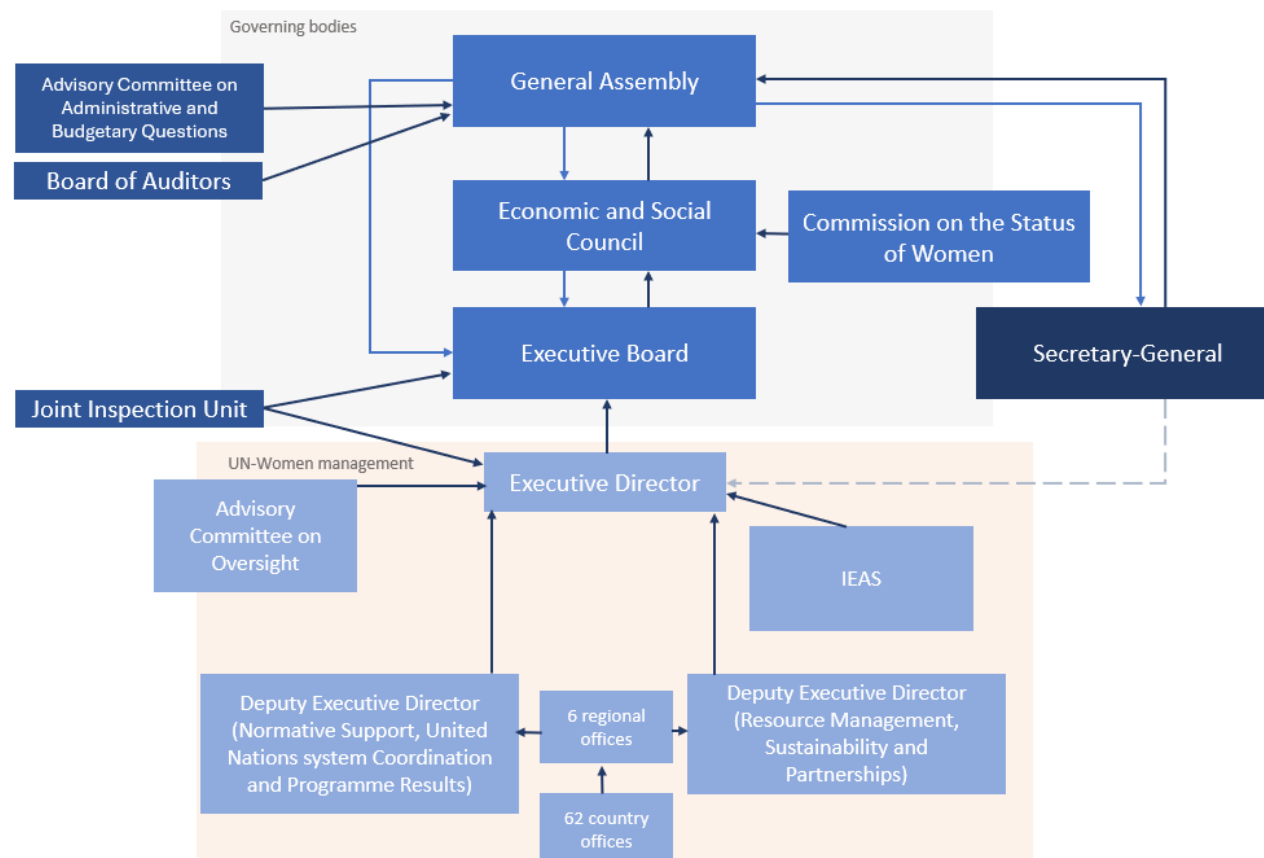 Governing bodies
General Assembly
Advisory Committee on
Administrative and
Budgetary Questions
Board of Auditors
Economic and Social
Council
Commission on the Status
of Women
Executive Board
Secretary-General
Joint Inspection Unit
UN-Women management
Executive Director
Advisory
Committee on
Oversight
IEAS
Deputy Executive Director
(Normative Support, United
Nations system Coordination
and Programme Results)
6 regional
offices
Deputy Executive Director
(Resource Management,
Sustainability and
Partnerships)
62 country
offices